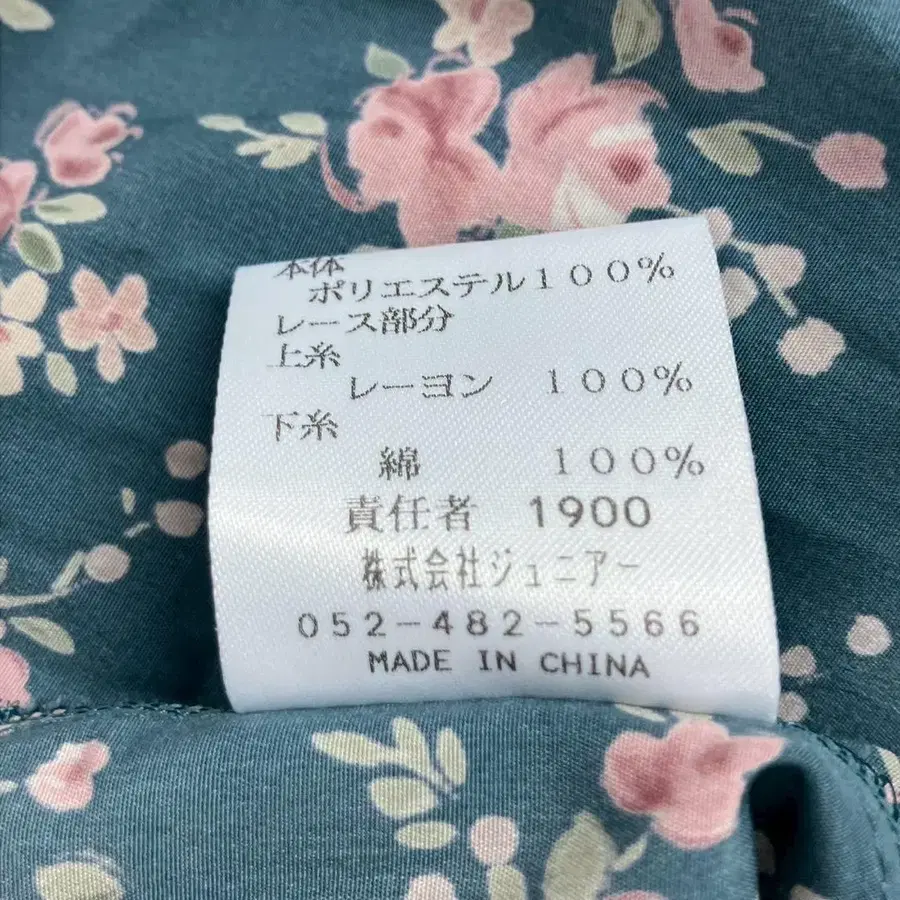 本体
ポリエステル100%
レース部分
上糸
レーヨン 100%
下糸
綿 100%
責任者 1900
株式会社ジュニアー
052-482-5566
MADE IN CHINA